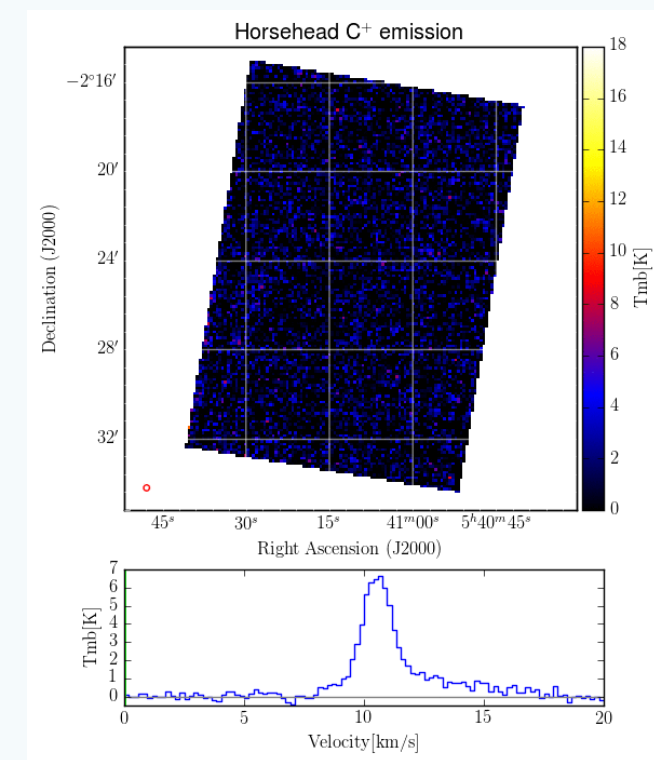 Horsehead C⁺ emission
−2°16′
20′
24′
28′
32′
Declination (J2000)
45ˢ 30ˢ 15ˢ 41ᵐ00ˢ 5ʰ40ᵐ45ˢ
Right Ascension (J2000)
18
16
14
12
10
8
6
4
2
0
Tmb[K]
7
6
5
4
3
2
1
0
Tmb[K]
0 5 10 15 20
Velocity[km/s]